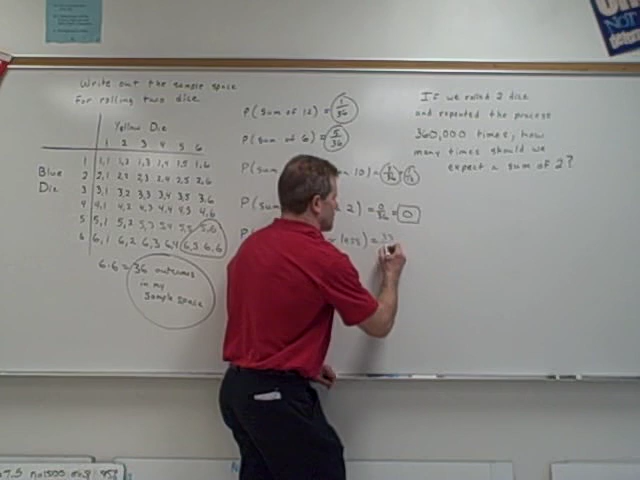 Write out the sample space
for rolling two dice.
Yellow Die
1 2 3 4 5 6
Blue Die
1 1,1 1,2 1,3 1,4 1,5 1,6
2 2,1 2,2 2,3 2,4 2,5 2,6
3 3,1 3,2 3,3 3,4 3,5 3,6
4 4,1 4,2 4,3 4,4 4,5 4,6
5 5,1 5,2 5,3 5,4 5,5 5,6
6 6,1 6,2 6,3 6,4 6,5 6,6
6·6 = 36 outcomes
in my
sample space
P(sum of 12) = 1/36
P(sum of 6) = 5/36
P(sum 10) =
P(sum 2) = 0/36 = 0
P( or less) = 33
If we rolled 2 dice
and repeated the process
360,000 times, how
many times should we
expect a sum of 2?
NOT